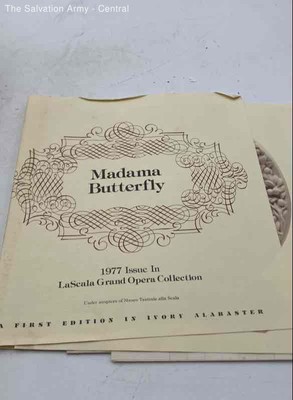 The Salvation Army - Central
Madama
Butterfly
1977 Issue In
LaScala Grand Opera Collection
Under auspices of Museo Teatrale alla Scala
A FIRST EDITION IN IVORY ALABASTER